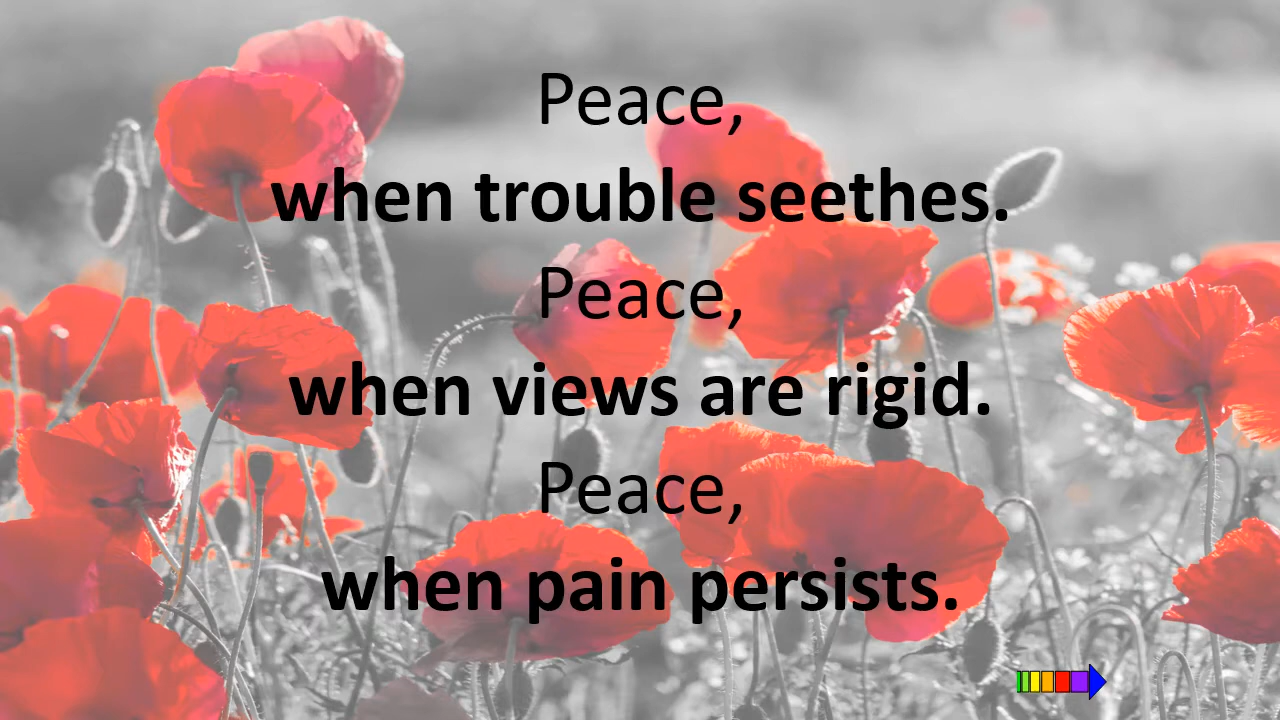 Peace,
when trouble seethes.
Peace,
when views are rigid.
Peace,
when pain persists.